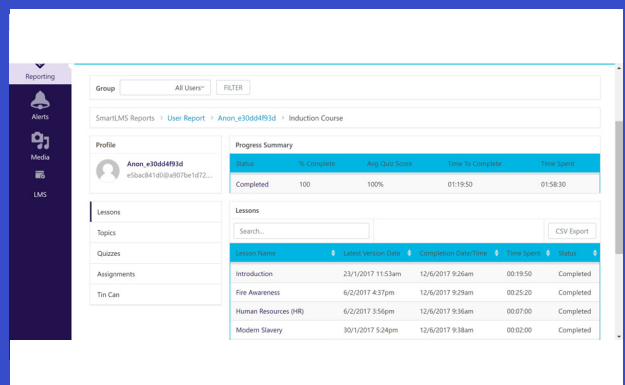 Reporting
Alerts
Media
LMS
Group All Users FILTER
SmartLMS Reports > User Report > Anon_e30dd4f93d > Induction Course
Profile
Anon_e30dd4f93d
e5bac841d0@a907be1d72...
Progress Summary
Status % Complete Avg Quiz Score Time To Complete Time Spent
Completed 100 100% 01:19:50 01:58:30
Lessons
Topics
Quizzes
Assignments
Tin Can
Lessons
Search... CSV Export
Lesson Name Latest Version Date Completion Date/Time Time Spent Status
Introduction 23/1/2017 11:53am 12/6/2017 9:26am 00:19:50 Completed
Fire Awareness 6/2/2017 4:37pm 12/6/2017 9:29am 00:25:20 Completed
Human Resources (HR) 6/2/2017 3:56pm 12/6/2017 9:36am 00:07:00 Completed
Modern Slavery 30/1/2017 5:24pm 12/6/2017 9:38am 00:02:00 Completed